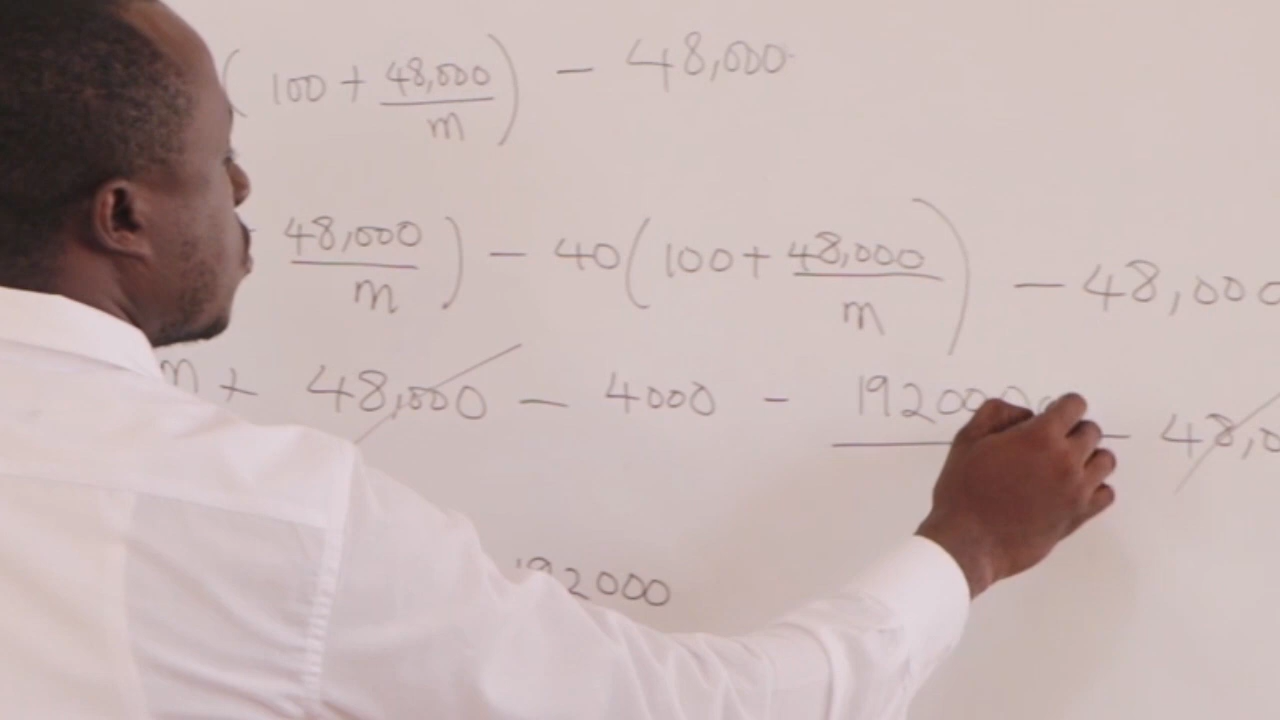 ( 100 + 48,000 / m ) - 48,000
48,000 / m ) - 40 ( 100 + 48,000 / m ) - 48,000
m + 48,000 - 4000 - 19200 - 48,0
192000